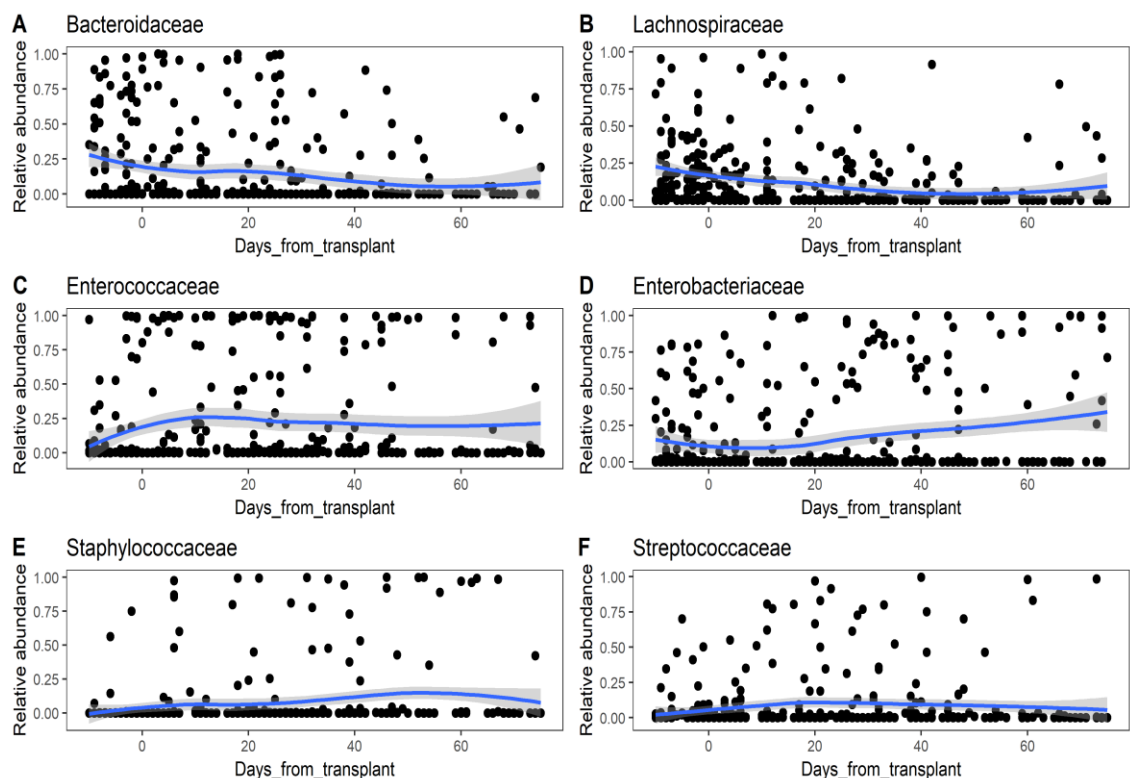 A Bacteroidaceae
Relative abundance
1.00
0.75
0.50
0.25
0.00
0 20 40 60
Days_from_transplant
B Lachnospiraceae
Relative abundance
1.00
0.75
0.50
0.25
0.00
0 20 40 60
Days_from_transplant
C Enterococcaceae
Relative abundance
1.00
0.75
0.50
0.25
0.00
0 20 40 60
Days_from_transplant
D Enterobacteriaceae
Relative abundance
1.00
0.75
0.50
0.25
0.00
0 20 40 60
Days_from_transplant
E Staphylococcaceae
Relative abundance
1.00
0.75
0.50
0.25
0.00
0 20 40 60
Days_from_transplant
F Streptococcaceae
Relative abundance
1.00
0.75
0.50
0.25
0.00
0 20 40 60
Days_from_transplant